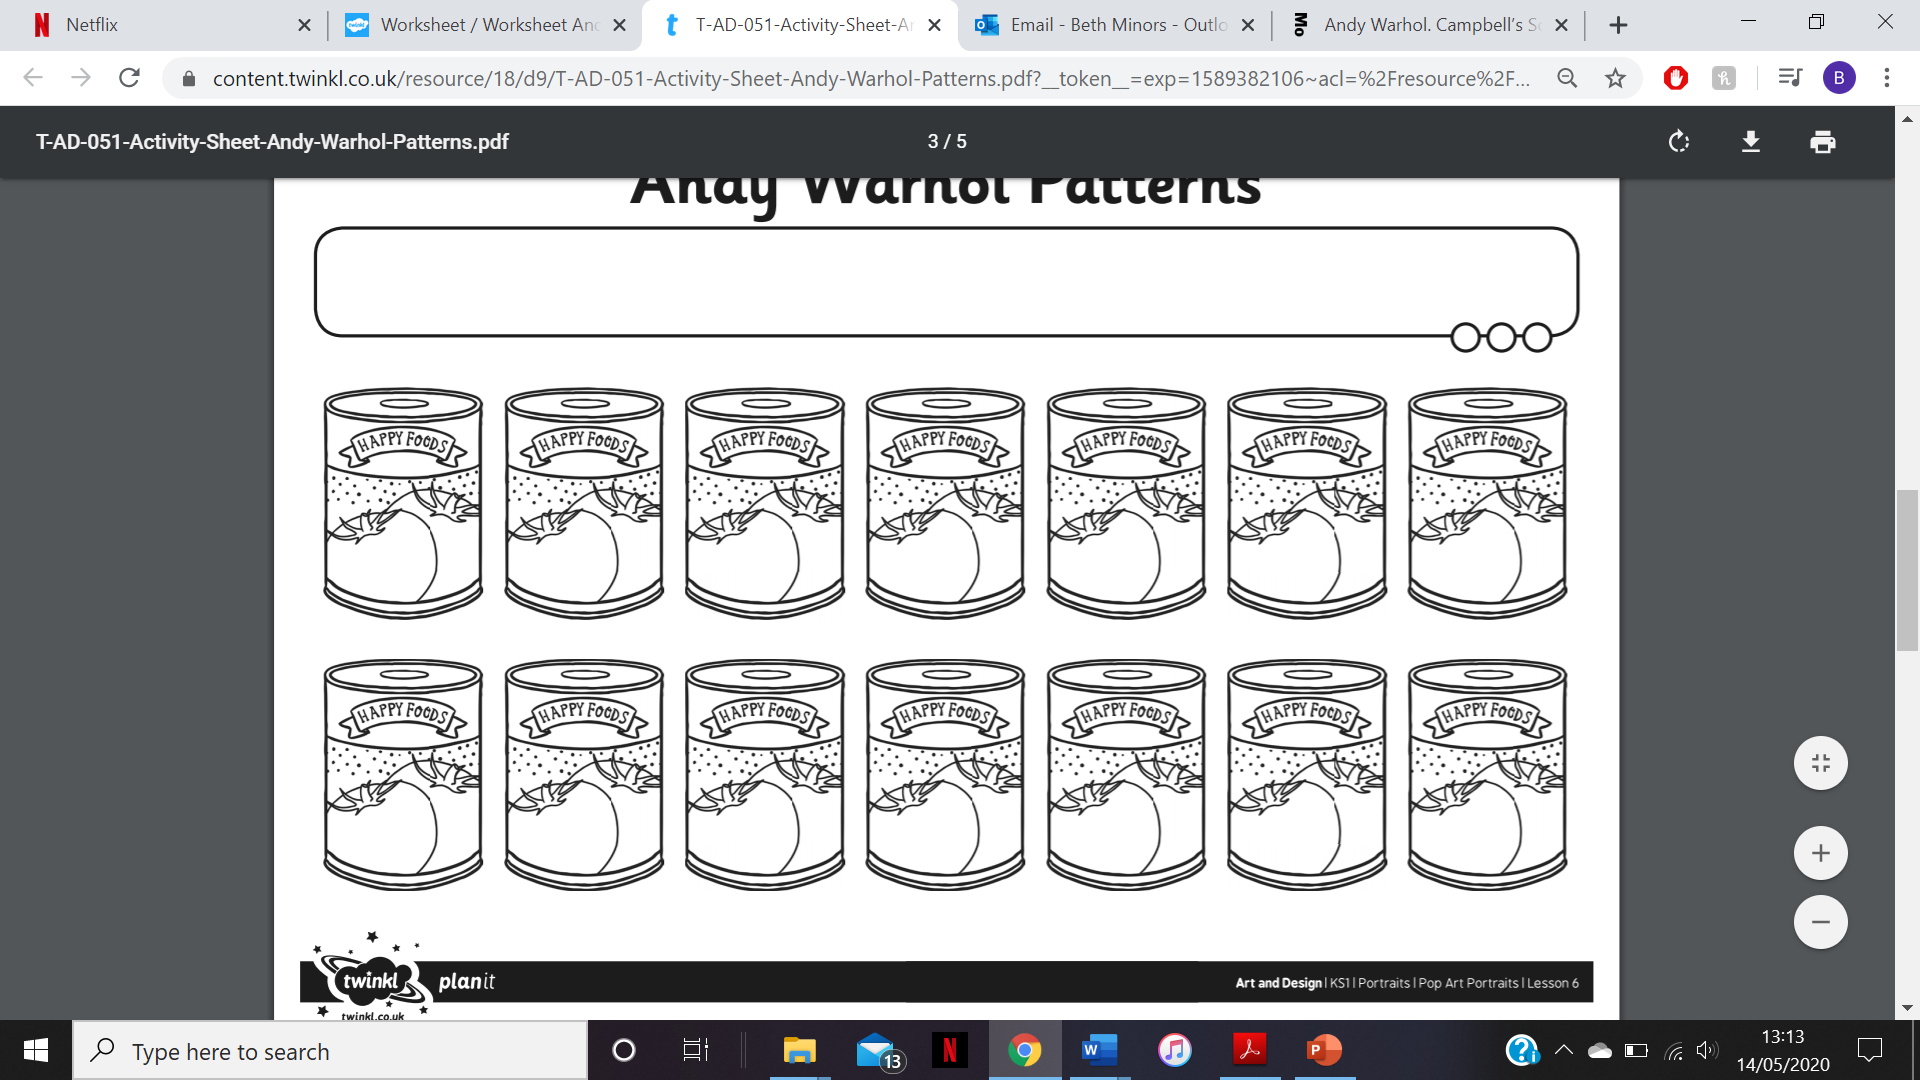 Netflix
Worksheet / Worksheet And
T-AD-051-Activity-Sheet-A
Email - Beth Minors - Outlo
Mo
Andy Warhol. Campbell's So
content.twinkl.co.uk/resource/18/d9/T-AD-051-Activity-Sheet-Andy-Warhol-Patterns.pdf?__token__=exp=1589382106~acl=%2Fresource%2F...
B
T-AD-051-Activity-Sheet-Andy-Warhol-Patterns.pdf
3 / 5
Andy Warhol Patterns
HAPPY FOODS HAPPY FOODS HAPPY FOODS HAPPY FOODS HAPPY FOODS HAPPY FOODS HAPPY FOODS
HAPPY FOODS HAPPY FOODS HAPPY FOODS HAPPY FOODS HAPPY FOODS HAPPY FOODS HAPPY FOODS
twinkl planit
Art and Design | KS1 | Portraits | Pop Art Portraits | Lesson 6
twinkl.co.uk
Type here to search
13
13:13
14/05/2020